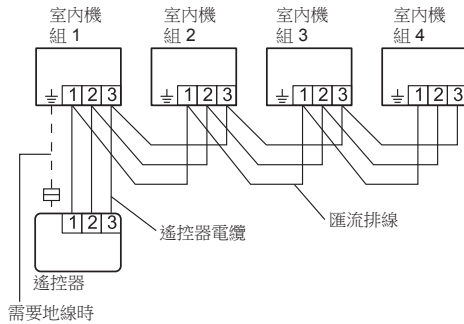 室內機
組 1
室內機
組 2
室內機
組 3
室內機
組 4
1 2 3
1 2 3
1 2 3
1 2 3
1 2 3
遙控器電纜
匯流排線
遙控器
需要地線時